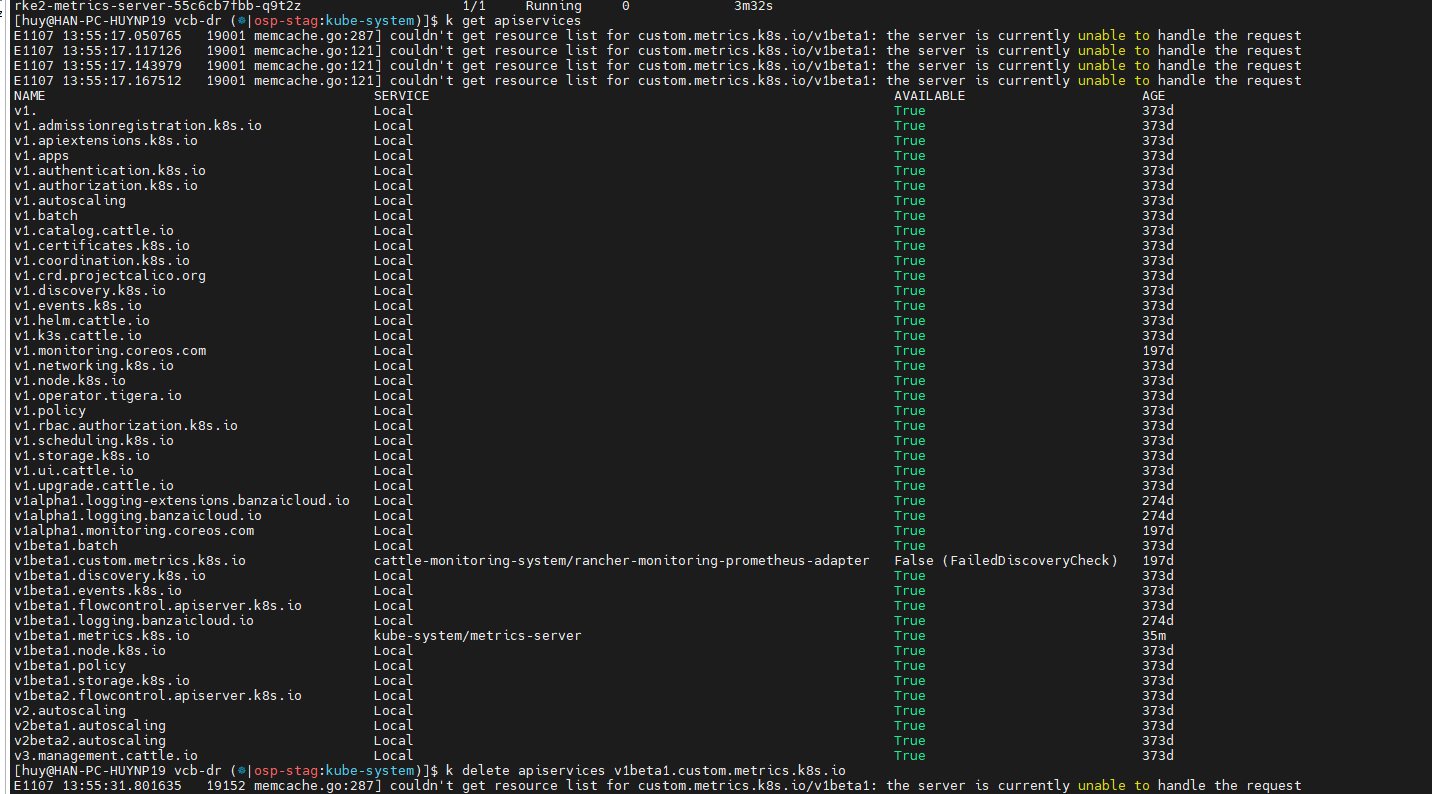 rke2-metrics-server-55c6cb7fbb-q9t2z 1/1 Running 0 3m32s
[huy@HAN-PC-HUYNP19 vcb-dr (⎈|osp-stag:kube-system)]$ k get apiservices
E1107 13:55:17.050765 19001 memcache.go:287] couldn't get resource list for custom.metrics.k8s.io/v1beta1: the server is currently unable to handle the request
E1107 13:55:17.117126 19001 memcache.go:121] couldn't get resource list for custom.metrics.k8s.io/v1beta1: the server is currently unable to handle the request
E1107 13:55:17.143979 19001 memcache.go:121] couldn't get resource list for custom.metrics.k8s.io/v1beta1: the server is currently unable to handle the request
E1107 13:55:17.167512 19001 memcache.go:121] couldn't get resource list for custom.metrics.k8s.io/v1beta1: the server is currently unable to handle the request
NAME SERVICE AVAILABLE AGE
v1. Local True 373d
v1.admissionregistration.k8s.io Local True 373d
v1.apiextensions.k8s.io Local True 373d
v1.apps Local True 373d
v1.authentication.k8s.io Local True 373d
v1.authorization.k8s.io Local True 373d
v1.autoscaling Local True 373d
v1.batch Local True 373d
v1.catalog.cattle.io Local True 373d
v1.certificates.k8s.io Local True 373d
v1.coordination.k8s.io Local True 373d
v1.crd.projectcalico.org Local True 373d
v1.discovery.k8s.io Local True 373d
v1.events.k8s.io Local True 373d
v1.helm.cattle.io Local True 373d
v1.k3s.cattle.io Local True 373d
v1.monitoring.coreos.com Local True 197d
v1.networking.k8s.io Local True 373d
v1.node.k8s.io Local True 373d
v1.operator.tigera.io Local True 373d
v1.policy Local True 373d
v1.rbac.authorization.k8s.io Local True 373d
v1.scheduling.k8s.io Local True 373d
v1.storage.k8s.io Local True 373d
v1.ui.cattle.io Local True 373d
v1.upgrade.cattle.io Local True 373d
v1alpha1.logging-extensions.banzaicloud.io Local True 274d
v1alpha1.logging.banzaicloud.io Local True 274d
v1alpha1.monitoring.coreos.com Local True 197d
v1beta1.batch Local True 373d
v1beta1.custom.metrics.k8s.io cattle-monitoring-system/rancher-monitoring-prometheus-adapter False (FailedDiscoveryCheck) 197d
v1beta1.discovery.k8s.io Local True 373d
v1beta1.events.k8s.io Local True 373d
v1beta1.flowcontrol.apiserver.k8s.io Local True 373d
v1beta1.logging.banzaicloud.io Local True 274d
v1beta1.metrics.k8s.io kube-system/metrics-server True 35m
v1beta1.node.k8s.io Local True 373d
v1beta1.policy Local True 373d
v1beta1.storage.k8s.io Local True 373d
v1beta2.flowcontrol.apiserver.k8s.io Local True 373d
v2.autoscaling Local True 373d
v2beta1.autoscaling Local True 373d
v2beta2.autoscaling Local True 373d
v3.management.cattle.io Local True 373d
[huy@HAN-PC-HUYNP19 vcb-dr (⎈|osp-stag:kube-system)]$ k delete apiservices v1beta1.custom.metrics.k8s.io
E1107 13:55:31.801635 19152 memcache.go:287] couldn't get resource list for custom.metrics.k8s.io/v1beta1: the server is currently unable to handle the request